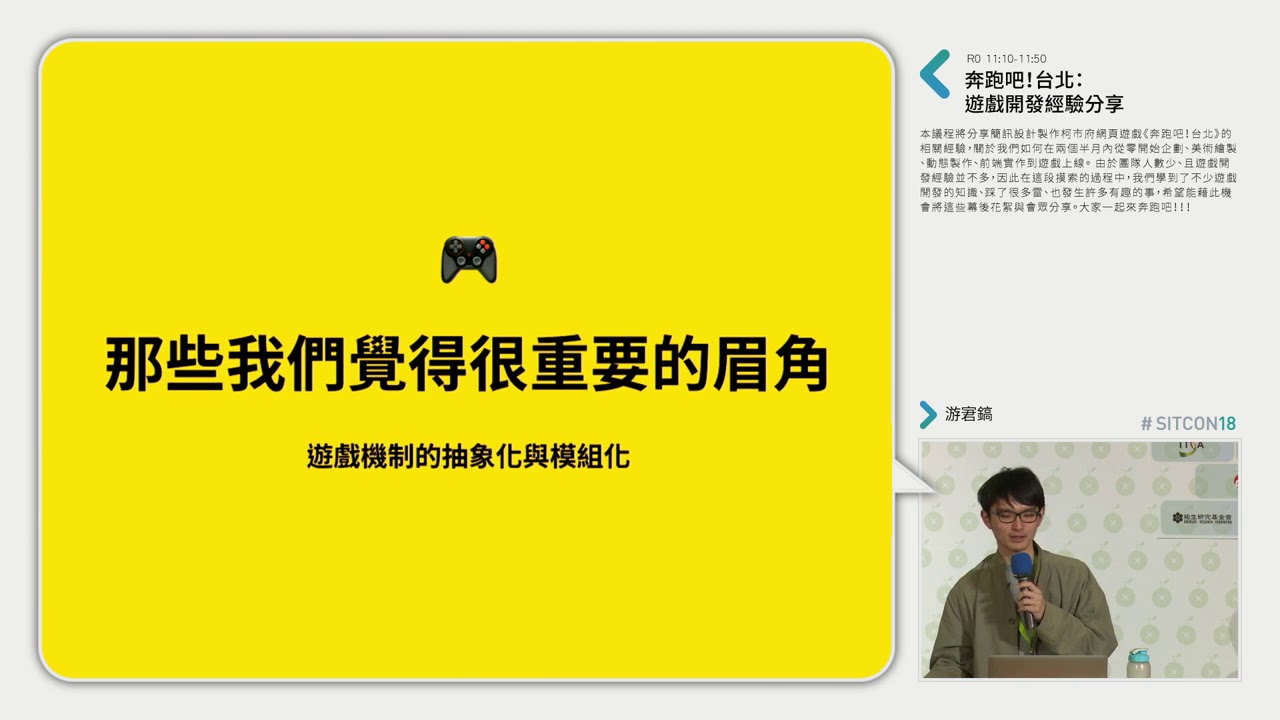 那些我們覺得很重要的眉角
遊戲機制的抽象化與模組化
R0 11:10-11:50
奔跑吧!台北:
遊戲開發經驗分享
本議程將分享簡訊設計製作柯市府網頁遊戲《奔跑吧!台北》的
相關經驗,關於我們如何在兩個半月內從零開始企劃、美術繪製
、動態製作、前端實作到遊戲上線。由於團隊人數少、且遊戲開
發經驗並不多,因此在這段摸索的過程中,我們學到了不少遊戲
開發的知識、踩了很多雷、也發生許多有趣的事,希望能藉此機
會將這些幕後花絮與會眾分享。大家一起來奔跑吧!!!
游宭鎬
# SITCON18
祐生研究基金會